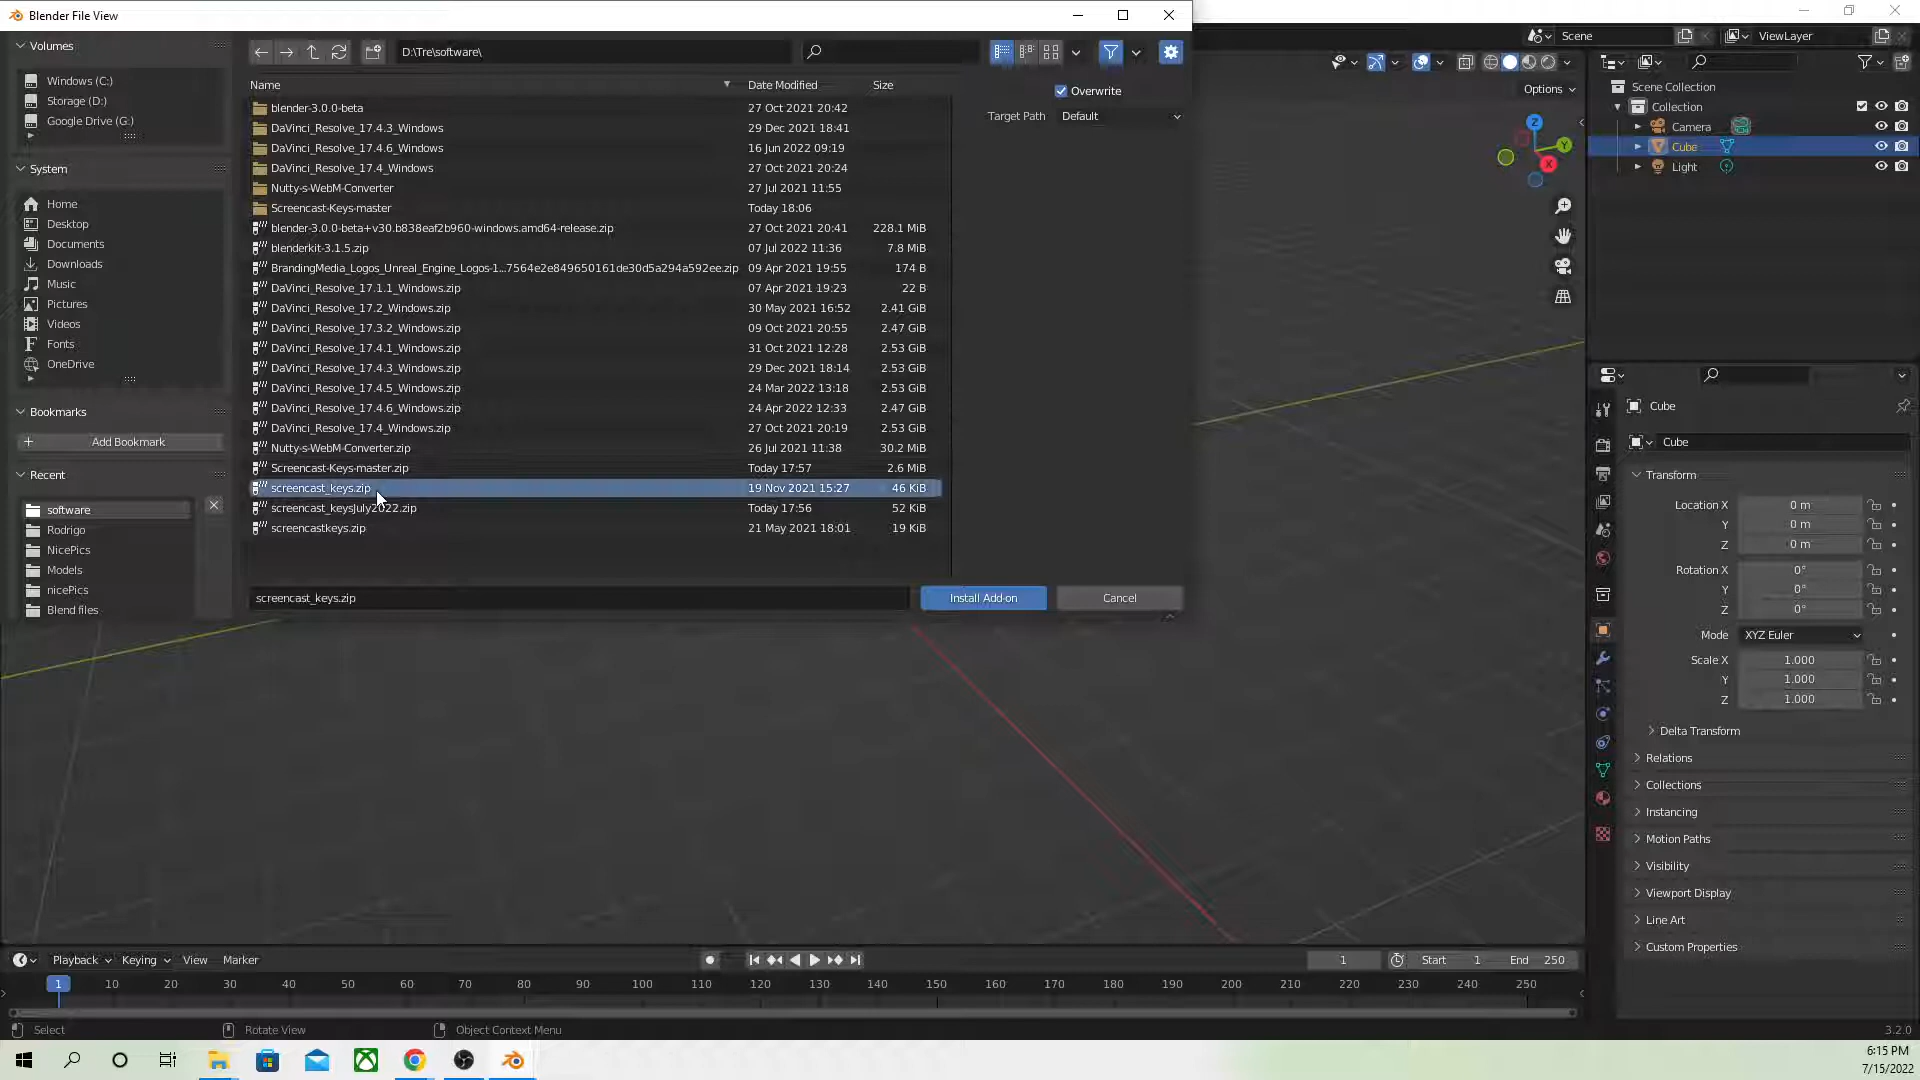 Blender File View
Volumes
Windows (C:)
Storage (D:)
Google Drive (G:)
System
Home
Desktop
Documents
Downloads
Music
Pictures
Videos
Fonts
OneDrive
Bookmarks
Add Bookmark
Recent
software
Rodrigo
NicePics
Models
nicePics
Blend files
D:\Tre\software\
Name Date Modified Size
blender-3.0.0-beta 27 Oct 2021 20:42
DaVinci_Resolve_17.4.3_Windows 29 Dec 2021 18:41
DaVinci_Resolve_17.4.6_Windows 16 Jun 2022 09:19
DaVinci_Resolve_17.4_Windows 27 Oct 2021 20:24
Nutty-s-WebM-Converter 27 Jul 2021 11:55
Screencast-Keys-master Today 18:06
blender-3.0.0-beta+v30.b838eaf2b960-windows.amd64-release.zip 27 Oct 2021 20:41 228.1 MiB
blenderkit-3.1.5.zip 07 Jul 2022 11:36 7.8 MiB
BrandingMedia_Logos_Unreal_Engine_Logos-1...7564e2e849650161de30d5a294a592ee.zip 09 Apr 2021 19:55 174 B
DaVinci_Resolve_17.1.1_Windows.zip 07 Apr 2021 19:23 22 B
DaVinci_Resolve_17.2_Windows.zip 30 May 2021 16:52 2.41 GiB
DaVinci_Resolve_17.3.2_Windows.zip 09 Oct 2021 20:55 2.47 GiB
DaVinci_Resolve_17.4.1_Windows.zip 31 Oct 2021 12:28 2.53 GiB
DaVinci_Resolve_17.4.3_Windows.zip 29 Dec 2021 18:14 2.53 GiB
DaVinci_Resolve_17.4.5_Windows.zip 24 Mar 2022 13:18 2.53 GiB
DaVinci_Resolve_17.4.6_Windows.zip 24 Apr 2022 12:33 2.47 GiB
DaVinci_Resolve_17.4_Windows.zip 27 Oct 2021 20:19 2.53 GiB
Nutty-s-WebM-Converter.zip 26 Jul 2021 11:38 30.2 MiB
Screencast-Keys-master.zip Today 17:57 2.6 MiB
screencast_keys.zip 19 Nov 2021 15:27 46 KiB
screencast_keysJuly2022.zip Today 17:56 52 KiB
screencastkeys.zip 21 May 2021 18:01 19 KiB
screencast_keys.zip Install Add-on Cancel
Overwrite
Target Path Default
Scene ViewLayer
Options
Z
Y
X
Scene Collection
Collection
Camera
Cube
Light
Cube
Cube
Transform
Location X 0 m
Y 0 m
Z 0 m
Rotation X 0°
Y 0°
Z 0°
Mode XYZ Euler
Scale X 1.000
Y 1.000
Z 1.000
Delta Transform
Relations
Collections
Instancing
Motion Paths
Visibility
Viewport Display
Line Art
Custom Properties
Playback Keying View Marker 1 Start 1 End 250
1 10 20 30 40 50 60 70 80 90 100 110 120 130 140 150 160 170 180 190 200 210 220 230 240 250
Select Rotate View Object Context Menu 3.2.0
6:15 PM
7/15/2022